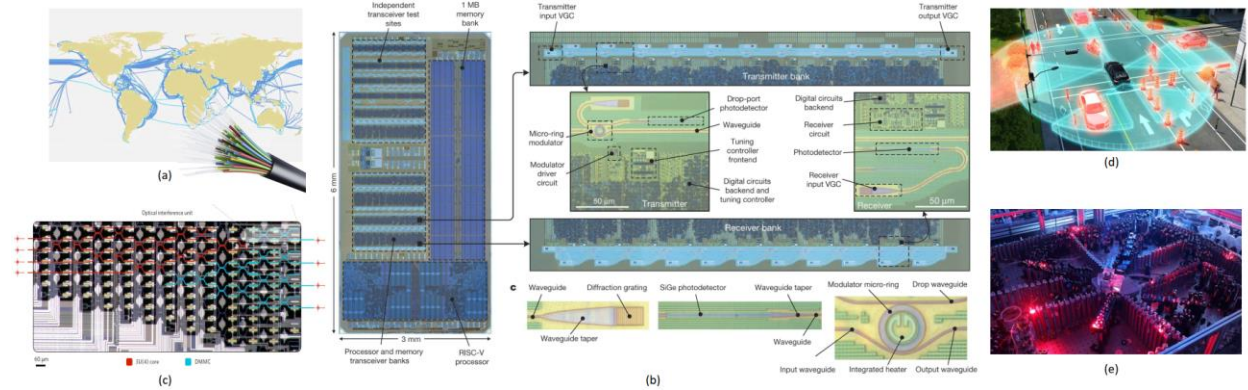 (a)
Optical interference unit
60 μm
SU(4) core
DMMC
(c)
Independent transceiver test
sites
1 MB
memory
bank
6 mm
3 mm
Processor and memory
transceiver banks
RISC-V
processor
Transmitter
input VGC
Transmitter
output VGC
Transmitter bank
Micro-ring
modulator
Modulator
driver
circuit
Drop-port
photodetector
Waveguide
Tuning
controller
frontend
Digital circuits
backend and
tuning controller
50 μm
Transmitter
Digital circuits
backend
Receiver
circuit
Photodetector
Receiver
input VGC
50 μm
Receiver
Receiver bank
c
Waveguide
Diffraction grating
Waveguide taper
SiGe photodetector
Waveguide taper
Waveguide
Modulator micro-ring
Drop waveguide
Input waveguide
Integrated heater
Output waveguide
(b)
(d)
(e)